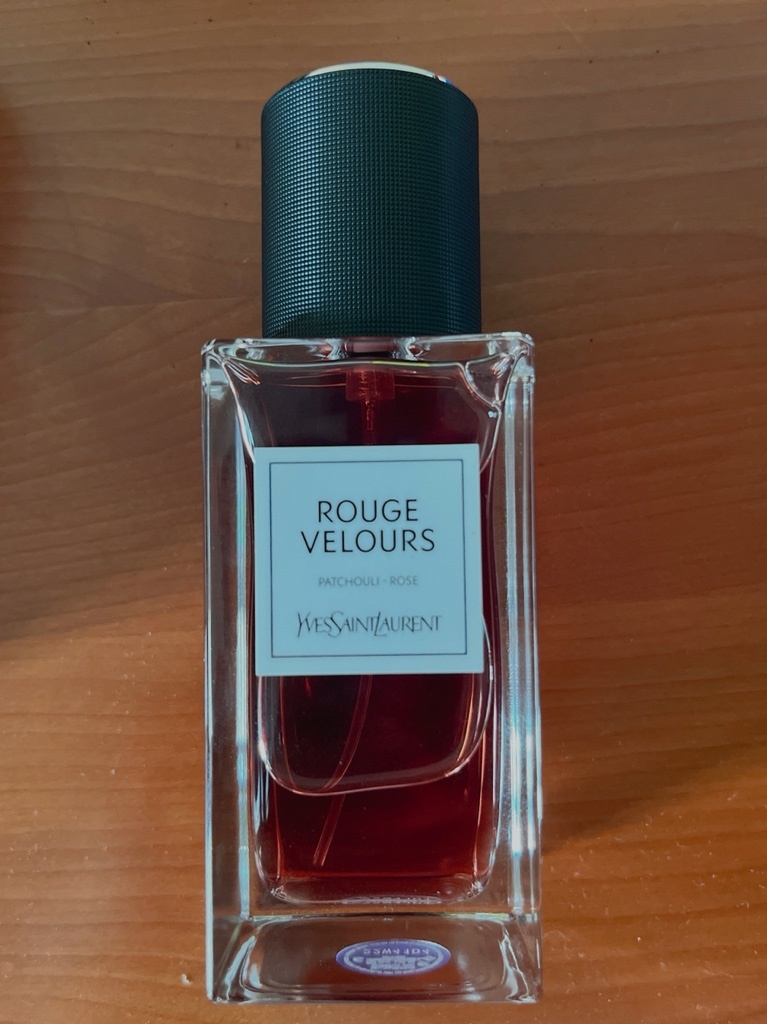 ROUGE
VELOURS
PATCHOULI - ROSE
YVESSAINTLAURENT